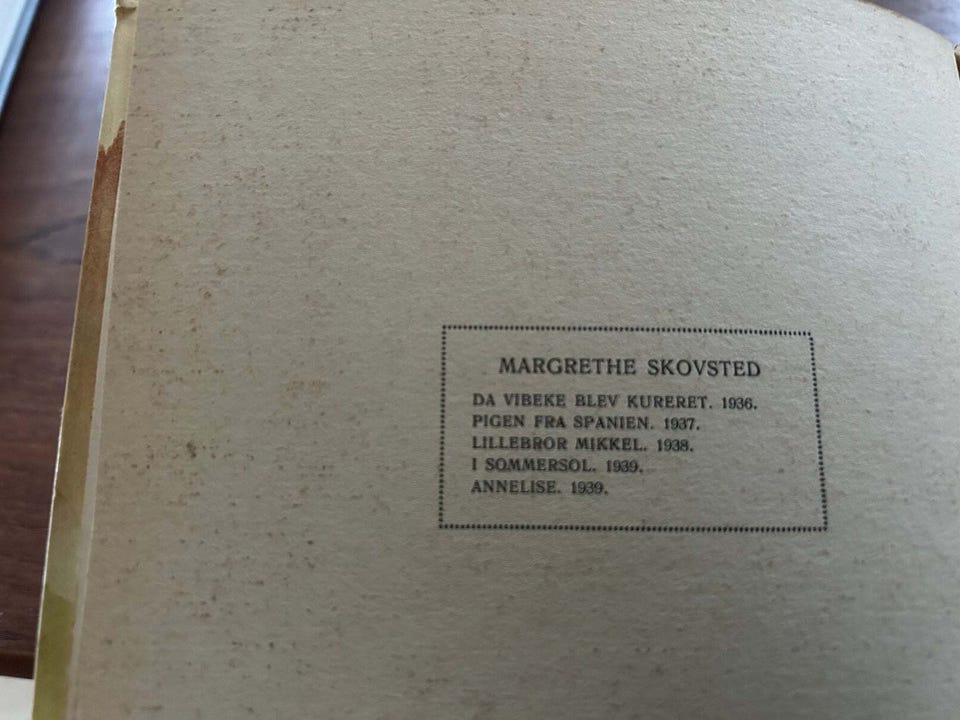 MARGRETHE SKOVSTED
DA VIBEKE BLEV KURERET. 1936.
PIGEN FRA SPANIEN. 1937.
LILLEBROR MIKKEL. 1938.
I SOMMERSOL. 1939.
ANNELISE. 1939.